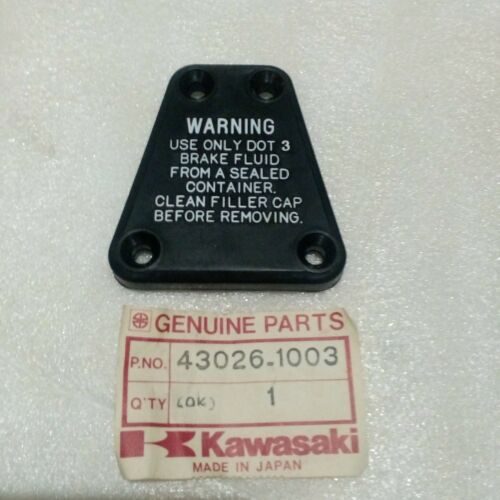 WARNING
USE ONLY DOT 3
BRAKE FLUID
FROM A SEALED
CONTAINER.
CLEAN FILLER CAP
BEFORE REMOVING.
GENUINE PARTS
P.NO. 43026-1003
Q'TY (OK) 1
Kawasaki
MADE IN JAPAN